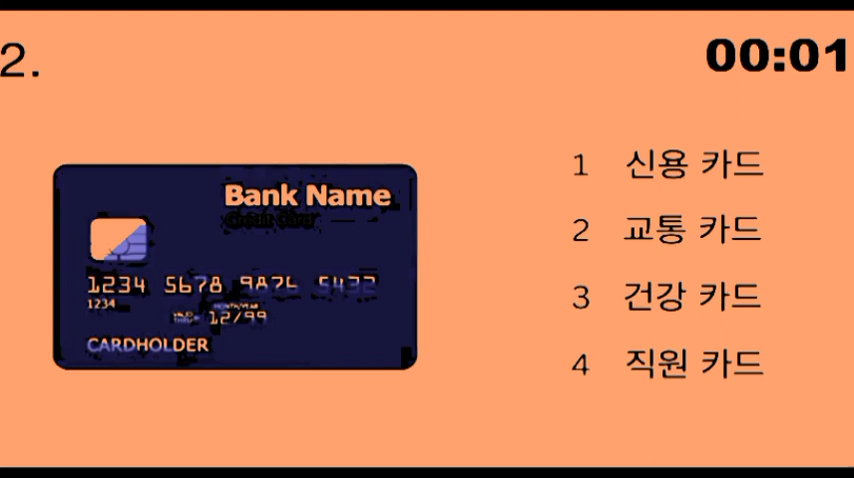 2.
00:01
Bank Name
1234 5678 9876 5432
1234
12/99
CARDHOLDER
1 신용 카드
2 교통 카드
3 건강 카드
4 직원 카드